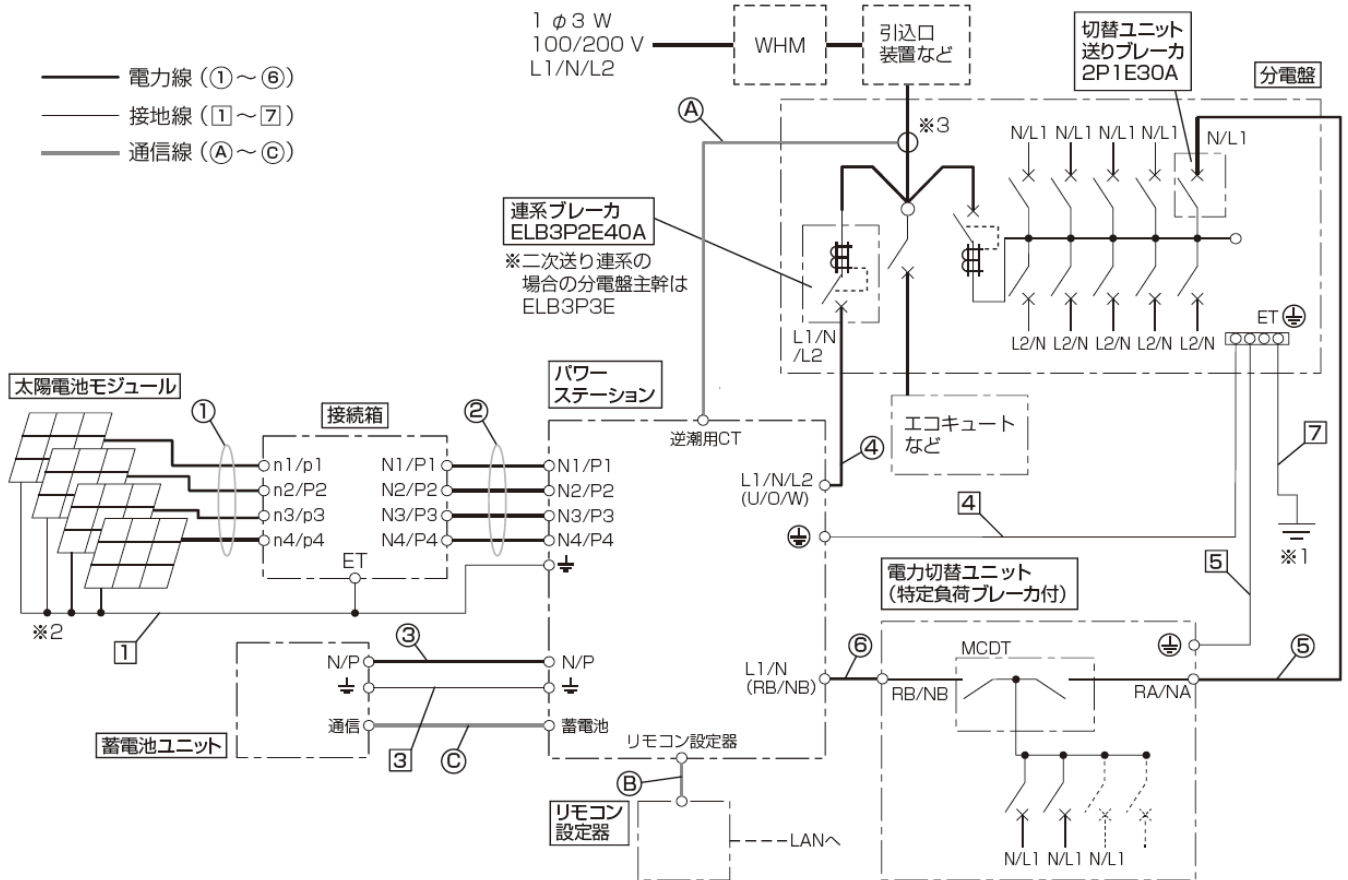 電力線（①～⑥）
接地線（1～7）
通信線（Ⓐ～Ⓒ）
1 φ 3 W
100/200 V
L1/N/L2
WHM
引込口
装置など
切替ユニット
送りブレーカ
2P1E30A
分電盤
Ⓐ
※3
N/L1 N/L1 N/L1 N/L1
N/L1
連系ブレーカ
ELB3P2E40A
※二次送り連系の
場合の分電盤主幹は
ELB3P3E
L1/N
/L2
L2/N L2/N L2/N L2/N L2/N
ET
エコキュート
など
7
※1
太陽電池モジュール
①
接続箱
②
パワー
ステーション
逆潮用CT
n1/p1
n2/P2
n3/p3
n4/p4
N1/P1
N2/P2
N3/P3
N4/P4
ET
N1/P1
N2/P2
N3/P3
N4/P4
L1/N/L2
(U/O/W)
④
4
5
※2
1
電力切替ユニット
（特定負荷ブレーカ付）
③
N/P
N/P
通信
蓄電池
3
Ⓒ
蓄電池ユニット
L1/N
(RB/NB)
⑥
RB/NB
MCDT
RA/NA
⑤
リモコン設定器
Ⓑ
リモコン
設定器
LANへ
N/L1 N/L1 N/L1